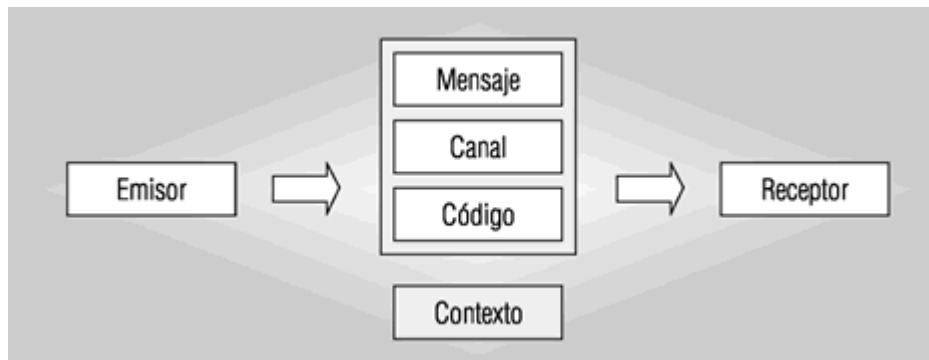 Emisor
Mensaje
Canal
Código
Receptor
Contexto